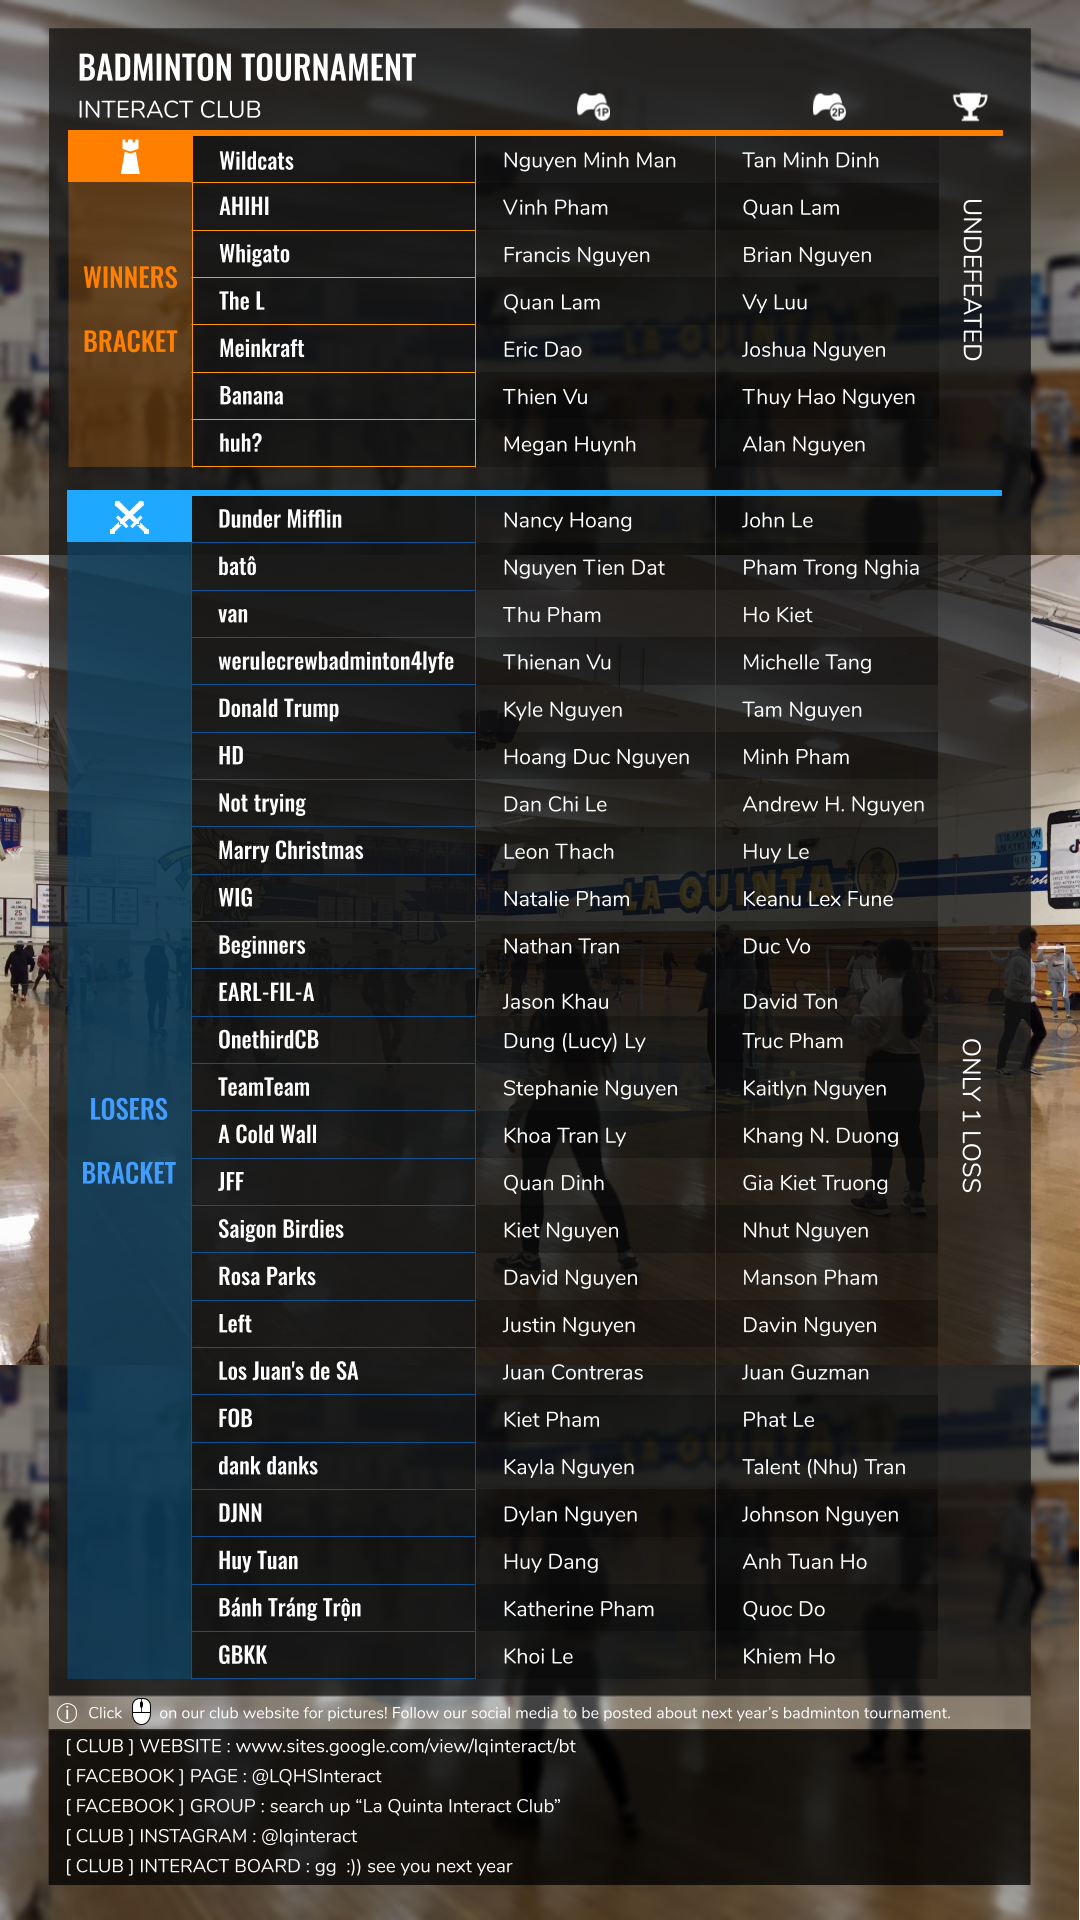 BADMINTON TOURNAMENT
INTERACT CLUB
1P 2P
Wildcats Nguyen Minh Man Tan Minh Dinh
AHIHI Vinh Pham Quan Lam
Whigato Francis Nguyen Brian Nguyen
The L Quan Lam Vy Luu
Meinkraft Eric Dao Joshua Nguyen
Banana Thien Vu Thuy Hao Nguyen
huh? Megan Huynh Alan Nguyen
WINNERS
BRACKET
UNDEFEATED
Dunder Mifflin Nancy Hoang John Le
batô Nguyen Tien Dat Pham Trong Nghia
van Thu Pham Ho Kiet
werulecrewbadminton4lyfe Thienan Vu Michelle Tang
Donald Trump Kyle Nguyen Tam Nguyen
HD Hoang Duc Nguyen Minh Pham
Not trying Dan Chi Le Andrew H. Nguyen
Marry Christmas Leon Thach Huy Le
WIG Natalie Pham Keanu Lex Fune
Beginners Nathan Tran Duc Vo
EARL-FIL-A Jason Khau David Ton
OnethirdCB Dung (Lucy) Ly Truc Pham
TeamTeam Stephanie Nguyen Kaitlyn Nguyen
A Cold Wall Khoa Tran Ly Khang N. Duong
JFF Quan Dinh Gia Kiet Truong
Saigon Birdies Kiet Nguyen Nhut Nguyen
Rosa Parks David Nguyen Manson Pham
Left Justin Nguyen Davin Nguyen
Los Juan's de SA Juan Contreras Juan Guzman
FOB Kiet Pham Phat Le
dank danks Kayla Nguyen Talent (Nhu) Tran
DJNN Dylan Nguyen Johnson Nguyen
Huy Tuan Huy Dang Anh Tuan Ho
Bánh Tráng Trộn Katherine Pham Quoc Do
GBKK Khoi Le Khiem Ho
LOSERS
BRACKET
ONLY 1 LOSS
LA QUINTA
Click on our club website for pictures! Follow our social media to be posted about next year’s badminton tournament.
[ CLUB ] WEBSITE : www.sites.google.com/view/lqinteract/bt
[ FACEBOOK ] PAGE : @LQHSInteract
[ FACEBOOK ] GROUP : search up “La Quinta Interact Club”
[ CLUB ] INSTAGRAM : @lqinteract
[ CLUB ] INTERACT BOARD : gg :)) see you next year